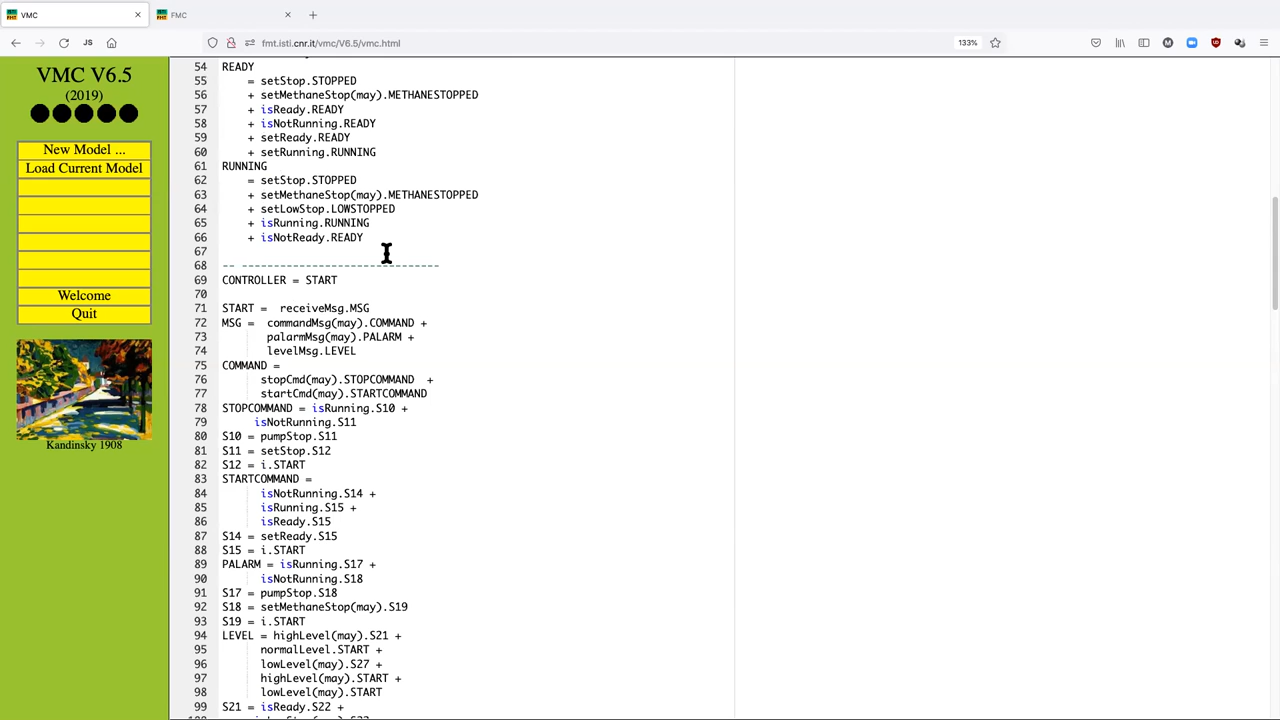 VMC
FMC
JS
fmt.isti.cnr.it/vmc/V6.5/vmc.html
133%
VMC V6.5
(2019)
New Model ...
Load Current Model
Welcome
Quit
Kandinsky 1908
54 READY
55 = setStop.STOPPED
56 + setMethaneStop(may).METHANESTOPPED
57 + isReady.READY
58 + isNotRunning.READY
59 + setReady.READY
60 + setRunning.RUNNING
61 RUNNING
62 = setStop.STOPPED
63 + setMethaneStop(may).METHANESTOPPED
64 + setLowStop.LOWSTOPPED
65 + isRunning.RUNNING
66 + isNotReady.READY
67
68 -- -------------------------------
69 CONTROLLER = START
70
71 START =  receiveMsg.MSG
72 MSG =  commandMsg(may).COMMAND +
73 palarmMsg(may).PALARM +
74 levelMsg.LEVEL
75 COMMAND =
76 stopCmd(may).STOPCOMMAND  +
77 startCmd(may).STARTCOMMAND
78 STOPCOMMAND = isRunning.S10 +
79 isNotRunning.S11
80 S10 = pumpStop.S11
81 S11 = setStop.S12
82 S12 = i.START
83 STARTCOMMAND =
84 isNotRunning.S14 +
85 isRunning.S15 +
86 isReady.S15
87 S14 = setReady.S15
88 S15 = i.START
89 PALARM = isRunning.S17 +
90 isNotRunning.S18
91 S17 = pumpStop.S18
92 S18 = setMethaneStop(may).S19
93 S19 = i.START
94 LEVEL = highLevel(may).S21 +
95 normalLevel.START +
96 lowLevel(may).S27 +
97 highLevel(may).START +
98 lowLevel(may).START
99 S21 = isReady.S22 +